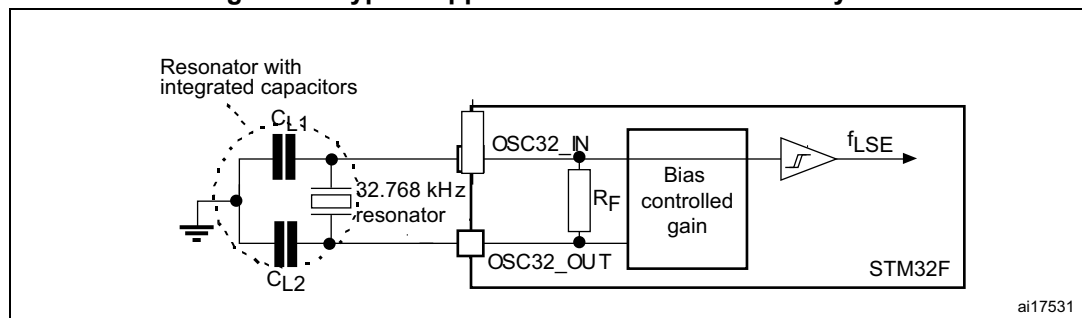 Resonator with
integrated capacitors
CL1
OSC32_IN
fLSE
32.768 kHz
resonator
RF
Bias
controlled
gain
OSC32_OUT
STM32F
CL2
ai17531